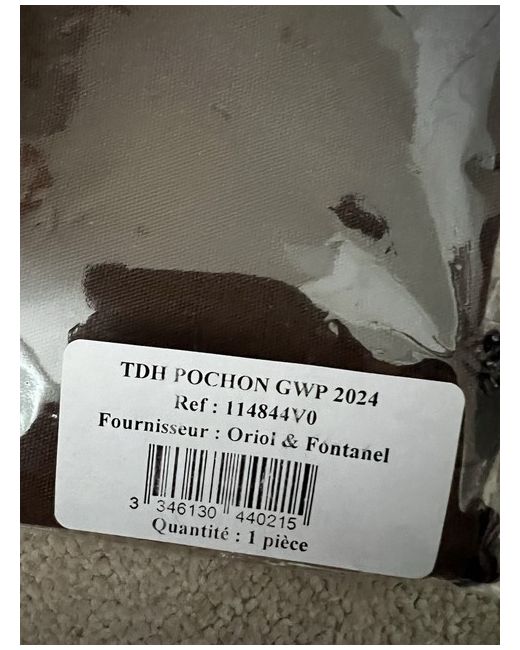 TDH POCHON GWP 2024
Ref : 114844V0
Fournisseur : Oriol & Fontanel
3 346130 440215
Quantité : 1 pièce